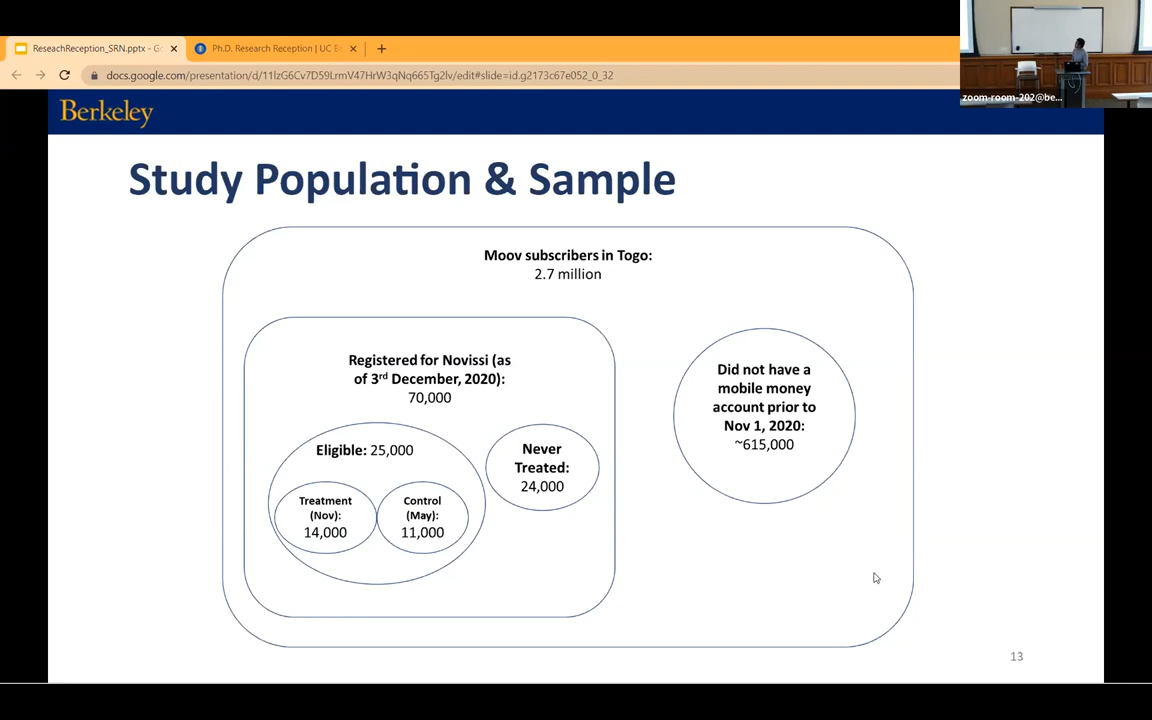 ReseachReception_SRN.pptx - Go
Ph.D. Research Reception | UC B
docs.google.com/presentation/d/11lzG6Cv7D59LrmV47HrW3qNq665Tg2lv/edit#slide=id.g2173c67e052_0_32
zoom-room-202@be...
Berkeley
Study Population & Sample
Moov subscribers in Togo:
2.7 million
Registered for Novissi (as
of 3rd December, 2020):
70,000
Eligible: 25,000
Treatment
(Nov):
14,000
Control
(May):
11,000
Never
Treated:
24,000
Did not have a
mobile money
account prior to
Nov 1, 2020:
~615,000
13